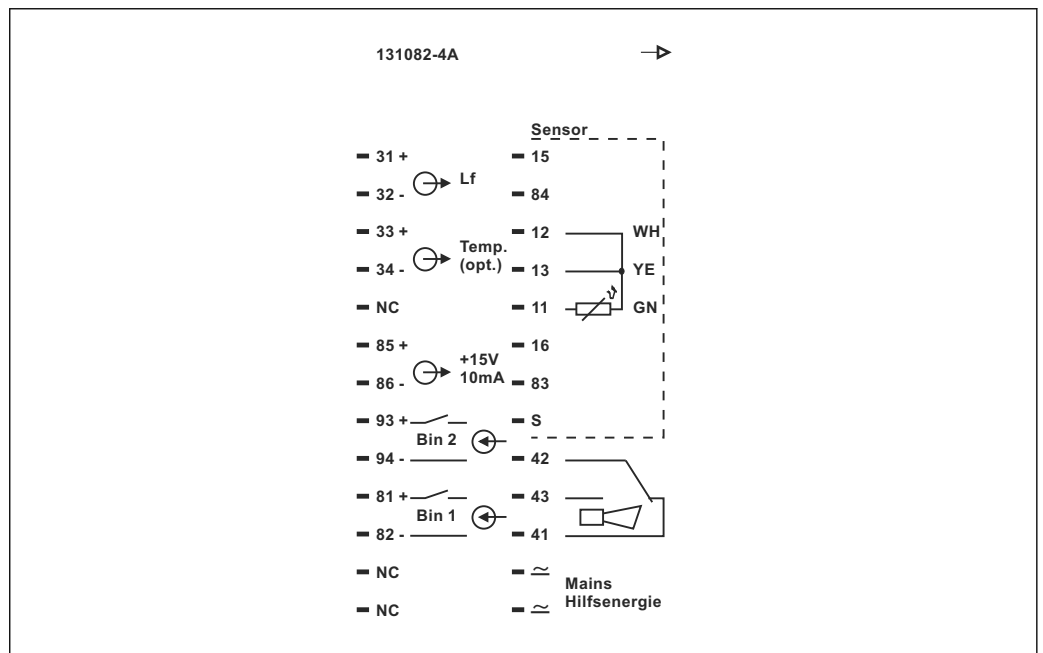 131082-4A
Sensor
31 +
15
Lf
32 -
84
33 +
12
WH
Temp.
(opt.)
34 -
13
YE
NC
11
GN
85 +
16
+15V
10mA
86 -
83
93 +
S
Bin 2
94 -
42
81 +
43
Bin 1
82 -
41
NC
≃
Mains
Hilfsenergie
NC
≃